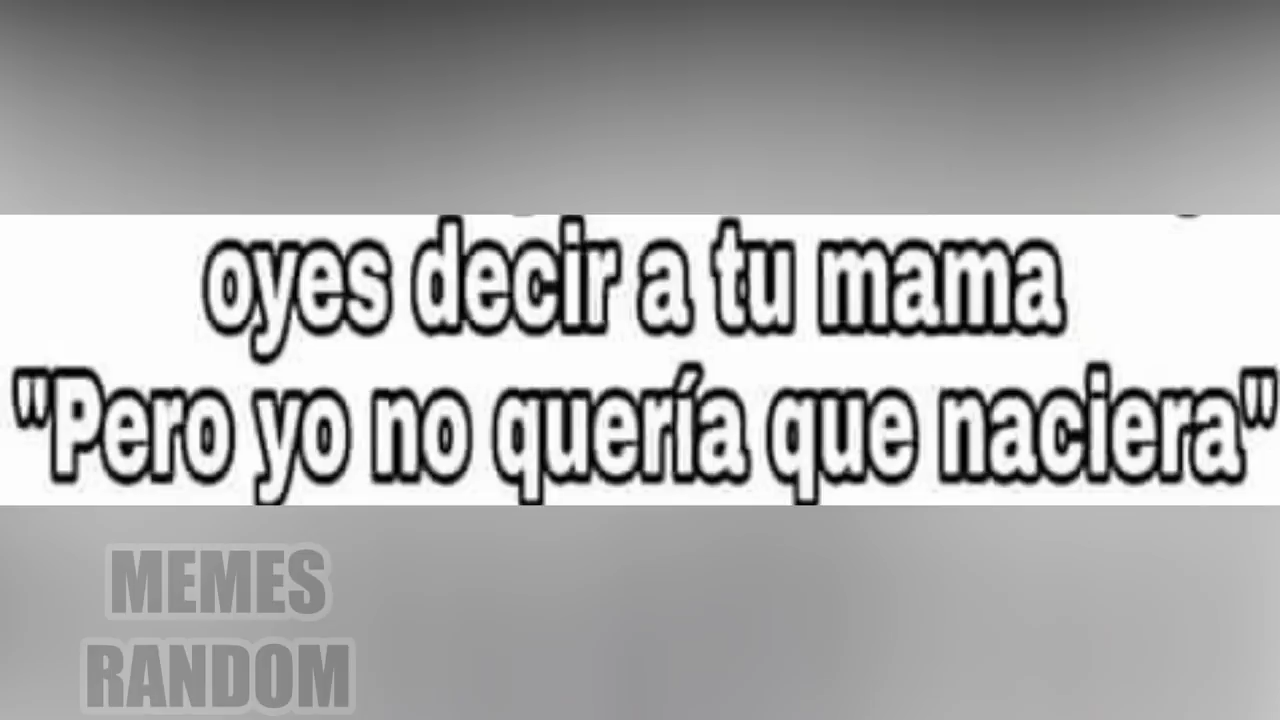 oyes decir a tu mama
"Pero yo no quería que naciera"
MEMES
RANDOM